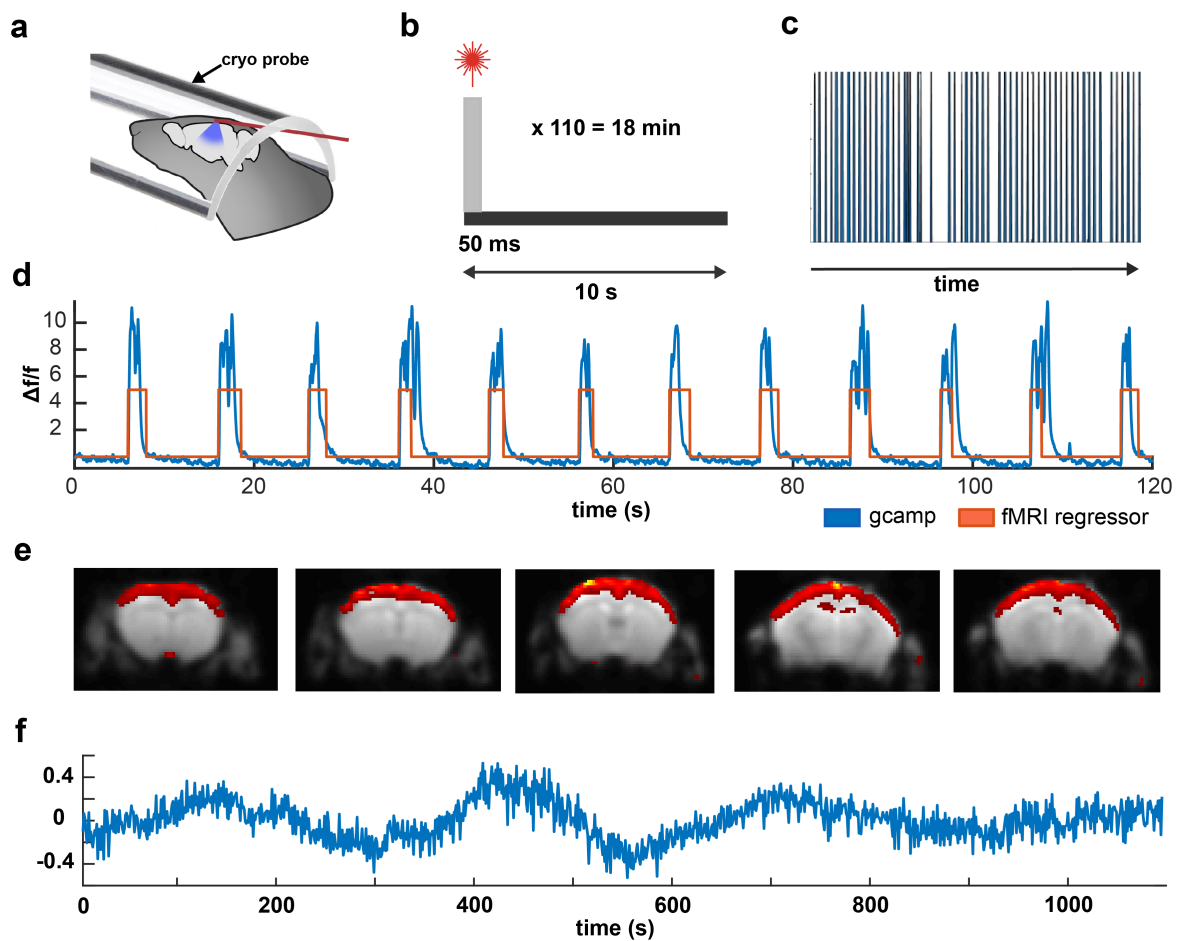 a
cryo probe
b
x 110 = 18 min
50 ms
10 s
c
time
d
Δf/f
10
8
6
4
2
0 20 40 60 80 100 120
time (s)
gcamp fMRI regressor
e
f
0.4
0
-0.4
0 200 400 600 800 1000
time (s)